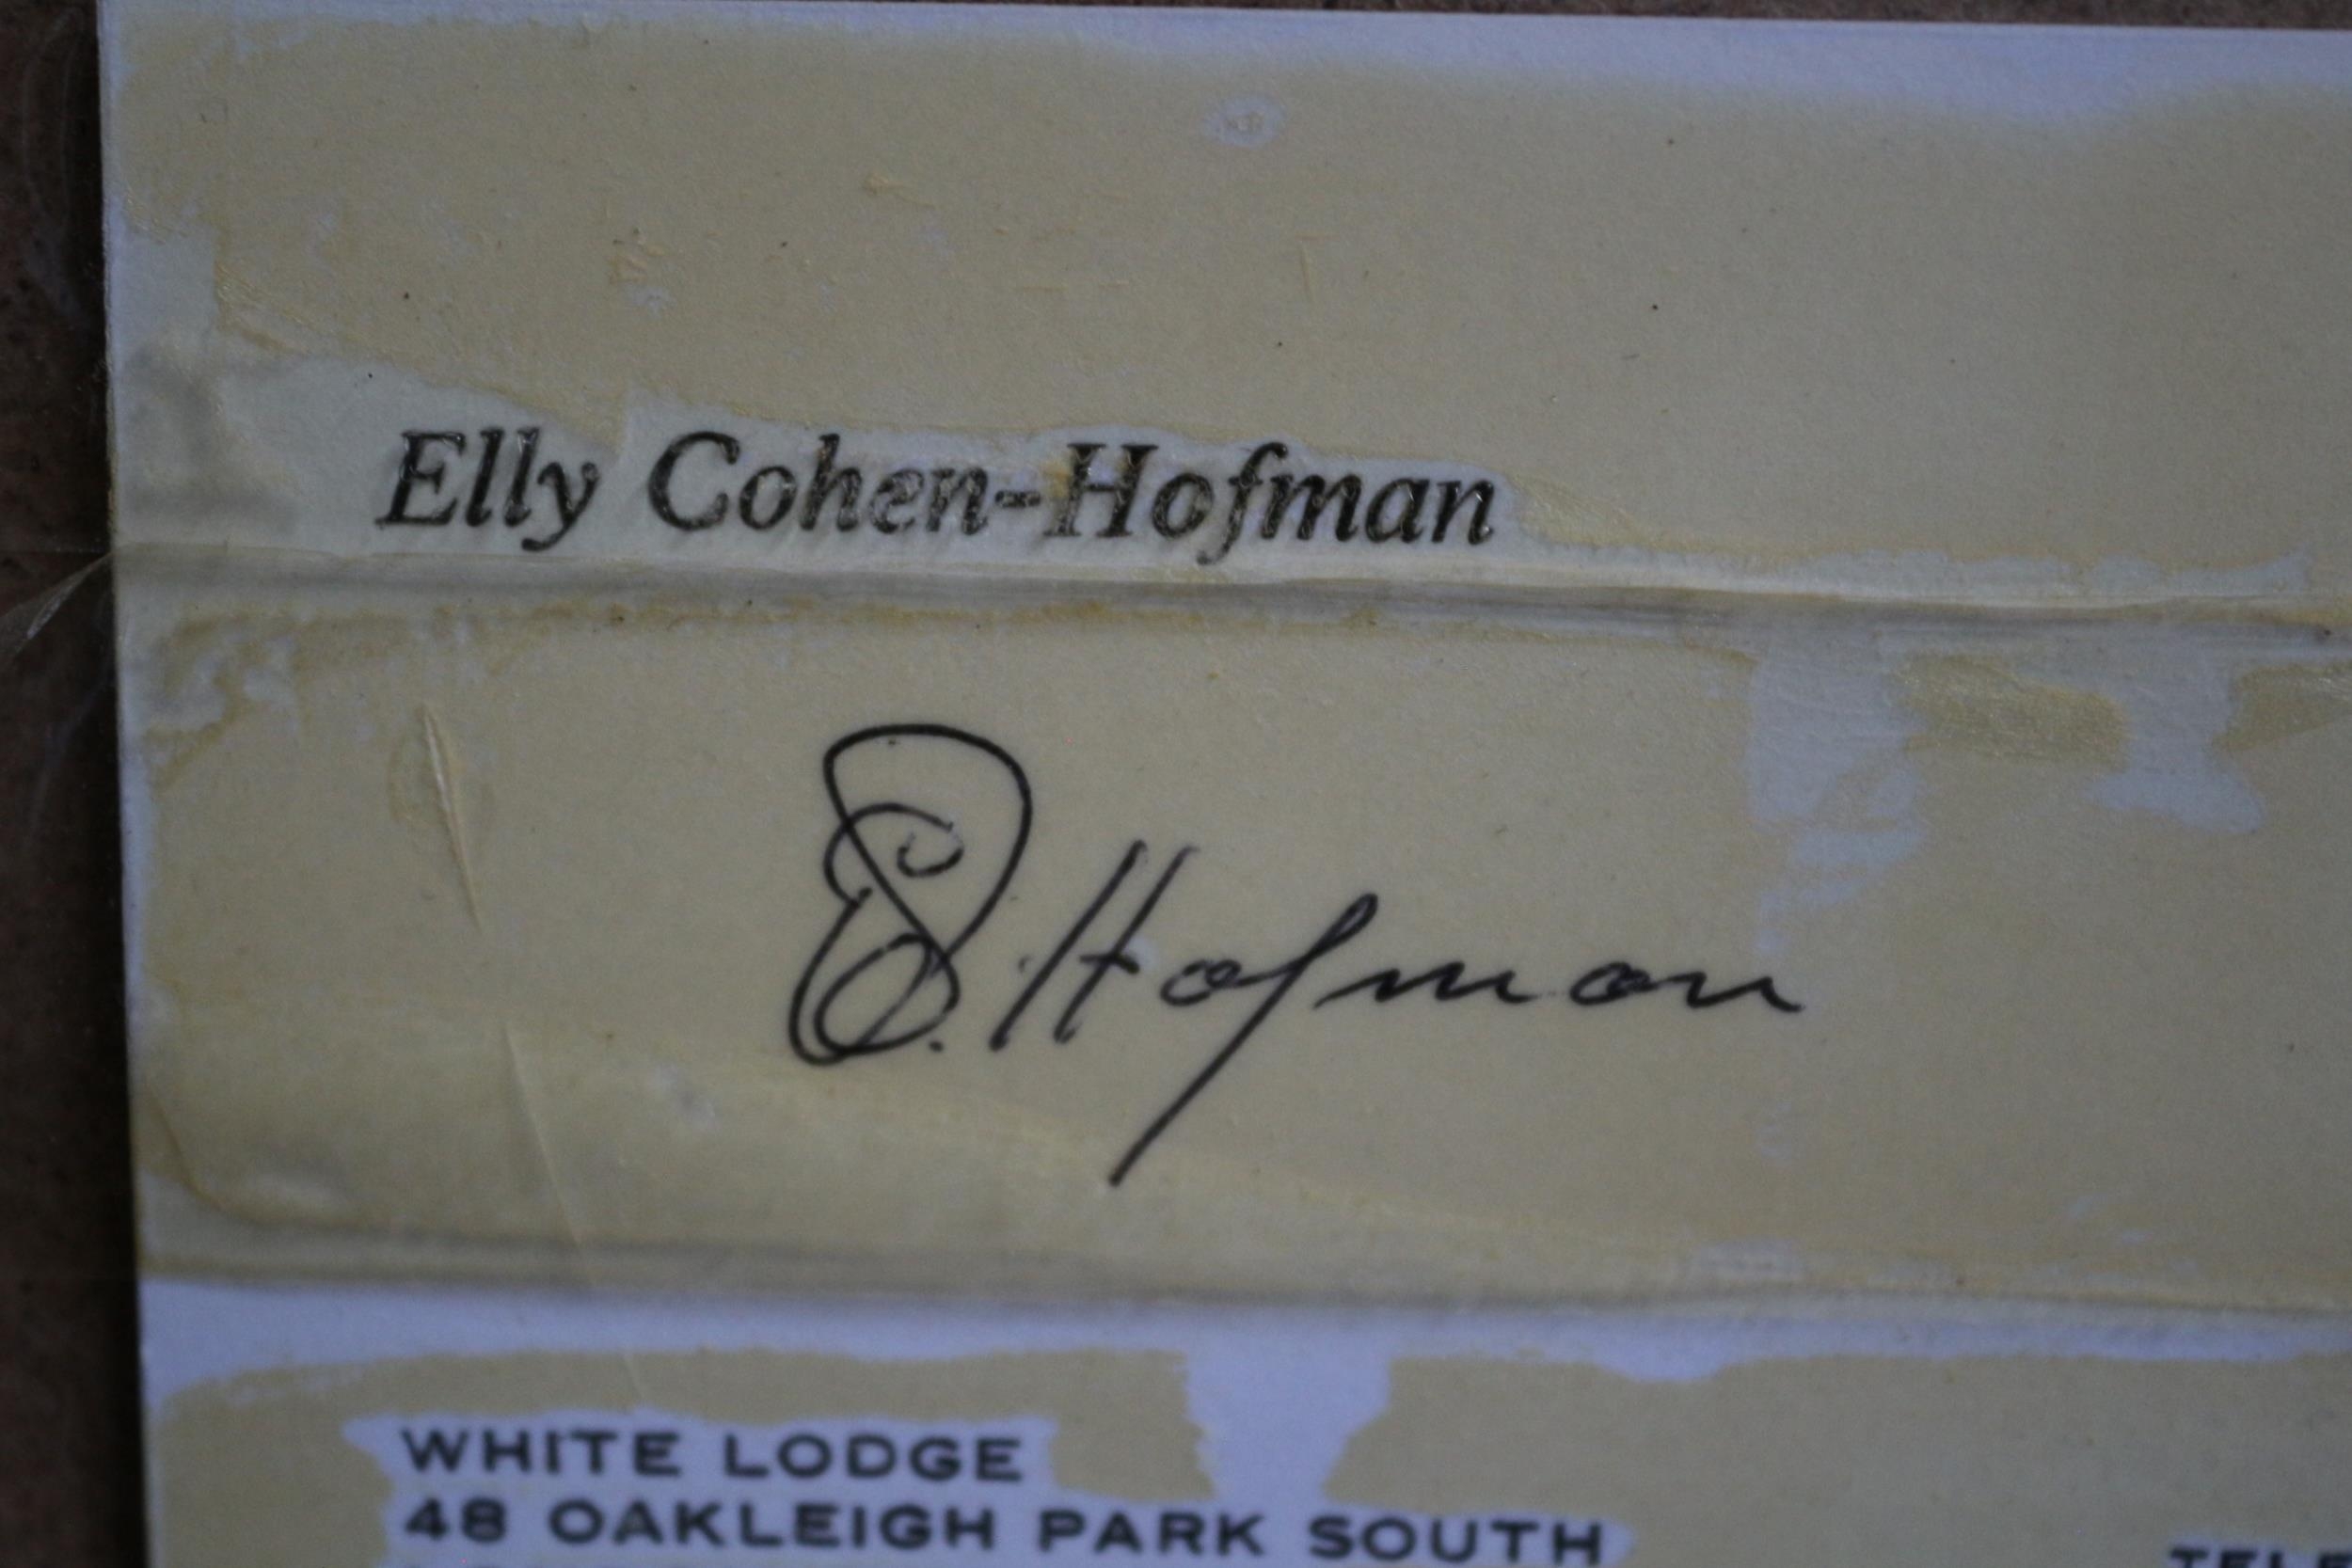 Elly Cohen-Hofman
E. Hofman
WHITE LODGE
48 OAKLEIGH PARK SOUTH